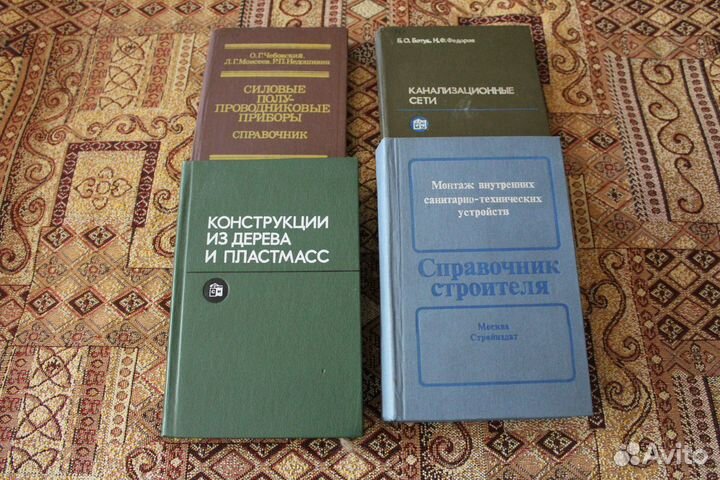 О. Г. Чебовский,
Л. Г. Моисеев, Р. П. Недошивин
СИЛОВЫЕ
ПОЛУ-
ПРОВОДНИКОВЫЕ
ПРИБОРЫ
СПРАВОЧНИК
Б. О. Ботук, Н. Ф. Федоров
КАНАЛИЗАЦИОННЫЕ
СЕТИ
КОНСТРУКЦИИ
ИЗ ДЕРЕВА
И ПЛАСТМАСС
Монтаж внутренних
санитарно-технических
устройств
Справочник
строителя
Москва
Стройиздат
Avito